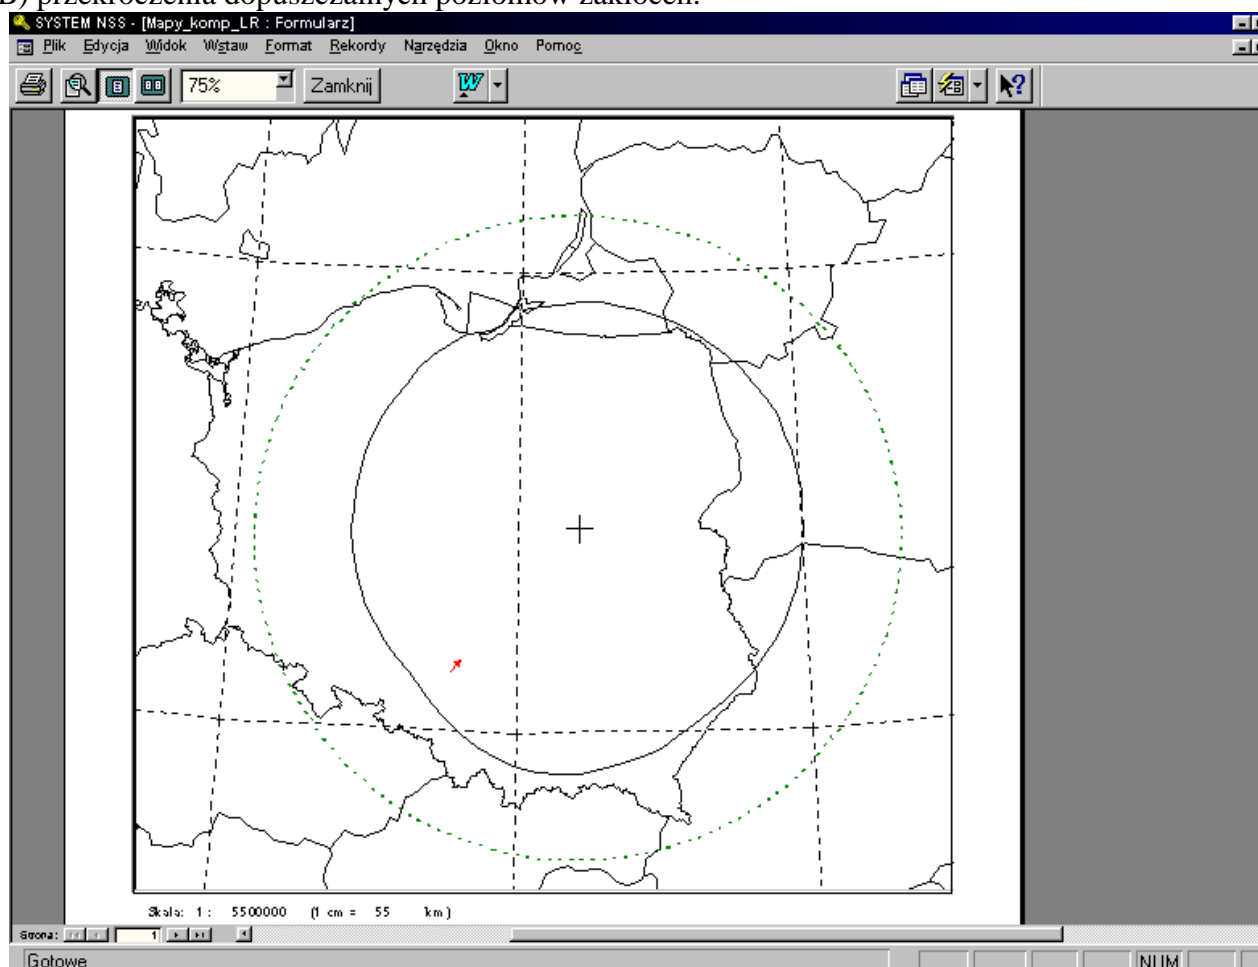 B) przekroczenia dopuszczalnych poziomów zakłóceń.
SYSTEM NSS - [Mapy_komp_LR : Formularz]
Plik Edycja Widok Wstaw Format Rekordy Narzędzia Okno Pomoc
75% Zamknij
Skala: 1 : 5500000 (1 cm = 55 km)
Strona: 1
Gotowe NUM